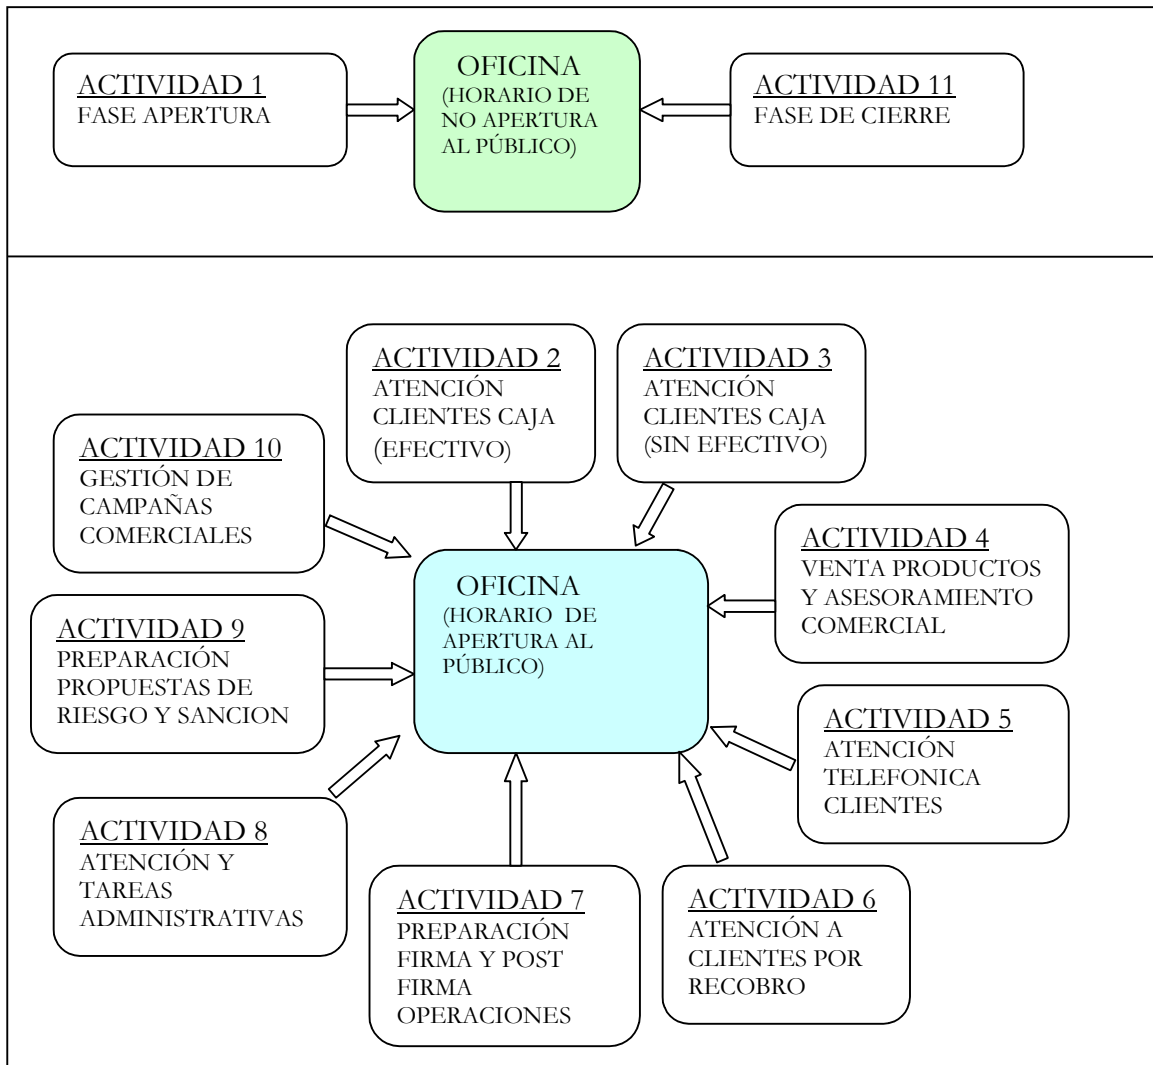 ACTIVIDAD 1
FASE APERTURA
OFICINA
(HORARIO DE
NO APERTURA
AL PÚBLICO)
ACTIVIDAD 11
FASE DE CIERRE
ACTIVIDAD 2
ATENCIÓN
CLIENTES CAJA
(EFECTIVO)
ACTIVIDAD 3
ATENCIÓN
CLIENTES CAJA
(SIN EFECTIVO)
ACTIVIDAD 10
GESTIÓN DE
CAMPAÑAS
COMERCIALES
ACTIVIDAD 4
VENTA PRODUCTOS
Y ASESORAMIENTO
COMERCIAL
OFICINA
(HORARIO DE
APERTURA AL
PÚBLICO)
ACTIVIDAD 9
PREPARACIÓN
PROPUESTAS DE
RIESGO Y SANCION
ACTIVIDAD 5
ATENCIÓN
TELEFONICA
CLIENTES
ACTIVIDAD 8
ATENCIÓN Y
TAREAS
ADMINISTRATIVAS
ACTIVIDAD 7
PREPARACIÓN
FIRMA Y POST
FIRMA
OPERACIONES
ACTIVIDAD 6
ATENCIÓN A
CLIENTES POR
RECOBRO